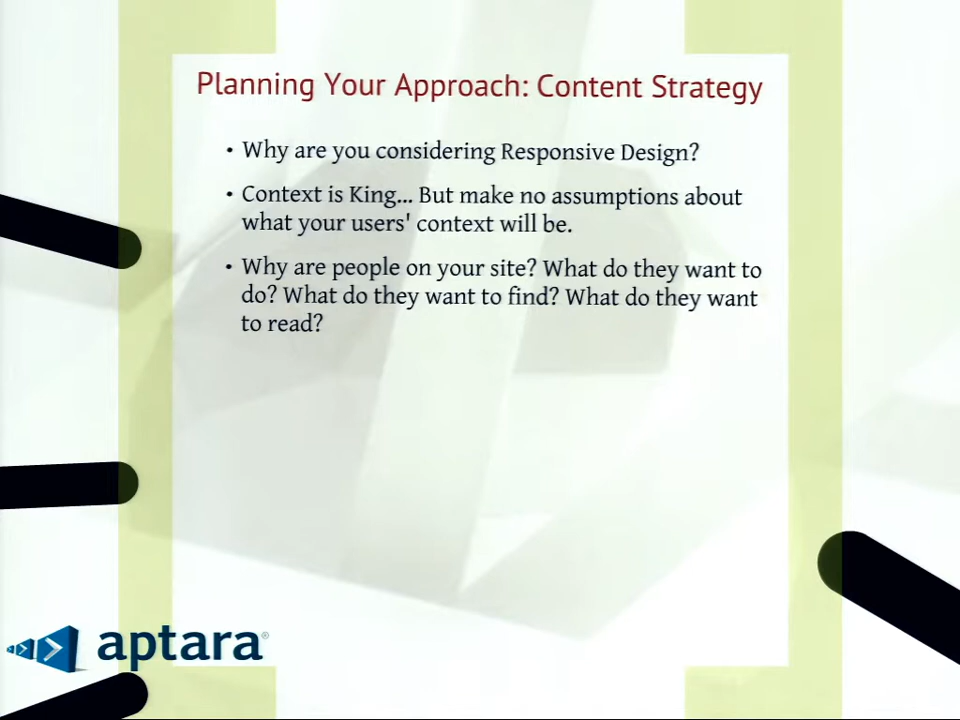 Planning Your Approach: Content Strategy
• Why are you considering Responsive Design?
• Context is King... But make no assumptions about
what your users' context will be.
• Why are people on your site? What do they want to
do? What do they want to find? What do they want
to read?
aptara®